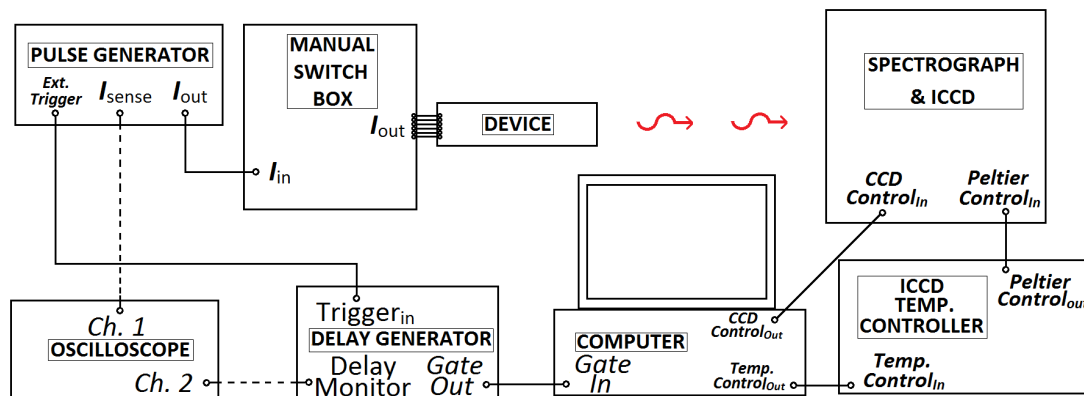 PULSE GENERATOR
Ext.
Trigger
Isense
Iout
MANUAL
SWITCH
BOX
Iout
Iin
DEVICE
SPECTROGRAPH
& ICCD
CCD
ControlIn
Peltier
ControlIn
Ch. 1
OSCILLOSCOPE
Ch. 2
Triggerin
DELAY GENERATOR
Delay
Monitor
Gate
Out
CCD
ControlOut
COMPUTER
Gate
In
Temp.
ControlOut
ICCD
TEMP.
CONTROLLER
Peltier
Controlout
Temp.
ControlIn